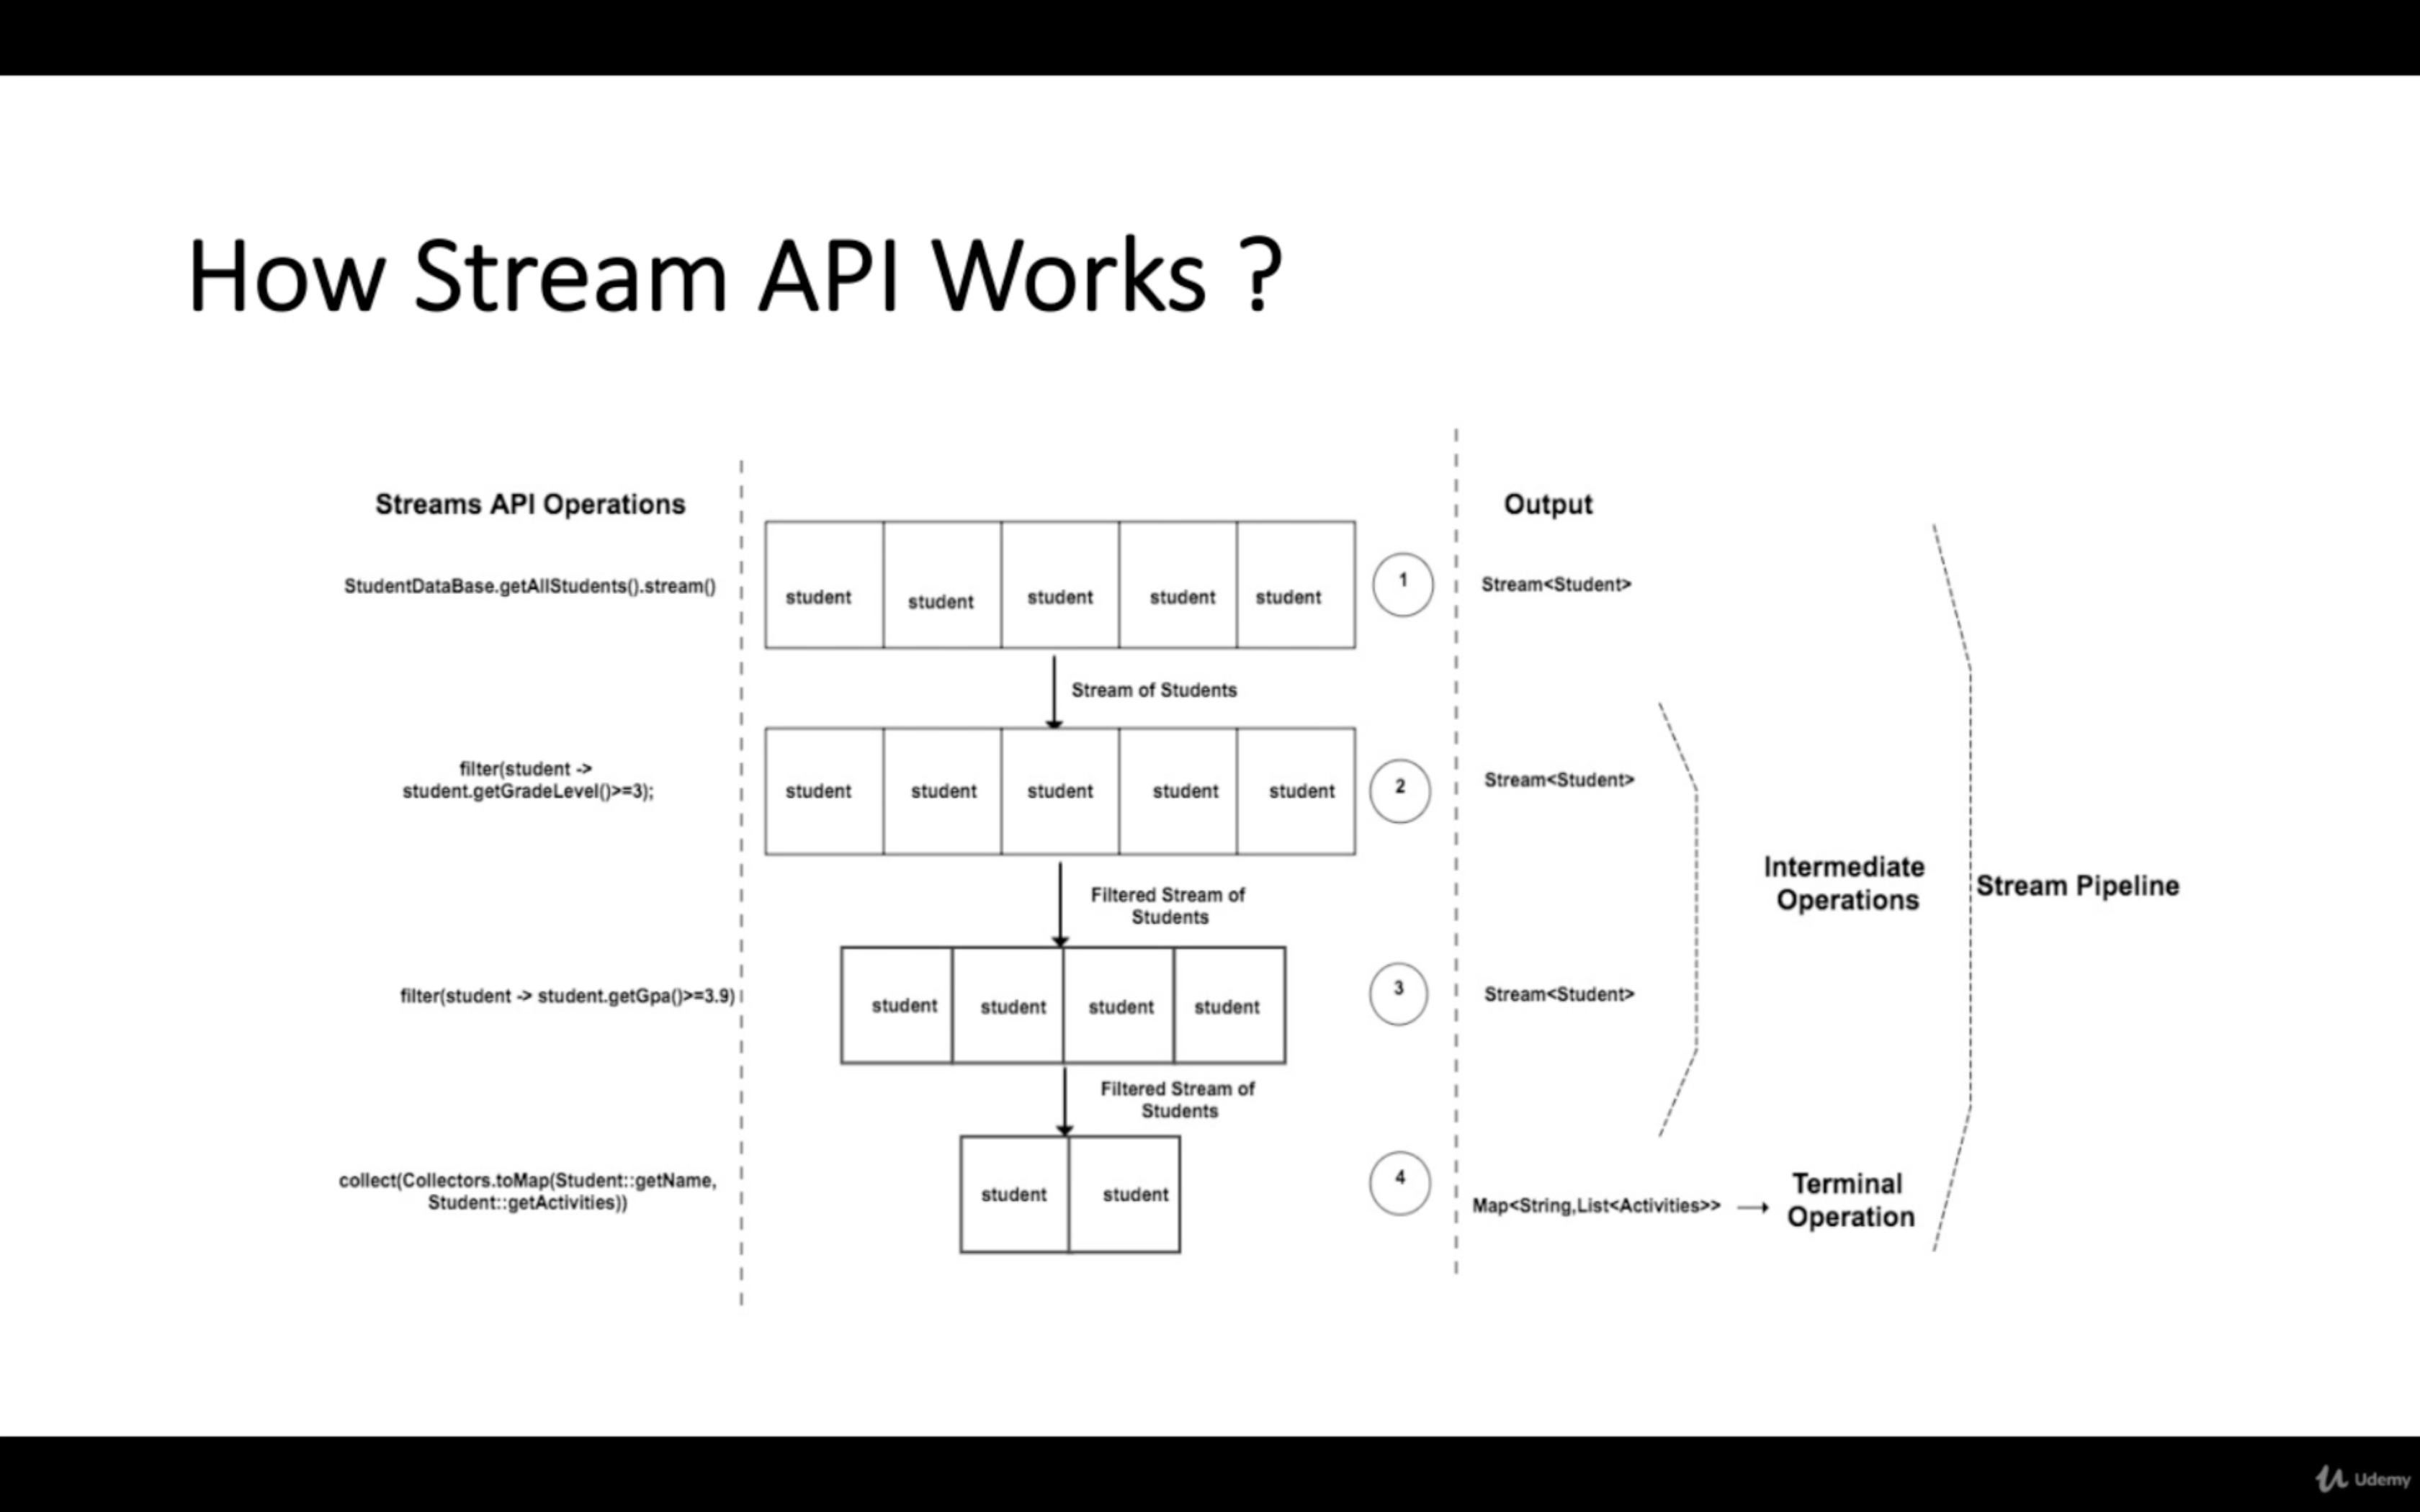 How Stream API Works ?
Streams API Operations
Output
StudentDataBase.getAllStudents().stream()
student
student
student
student
student
1
Stream<Student>
Stream of Students
filter(student ->
student.getGradeLevel()>=3);
student
student
student
student
student
2
Stream<Student>
Intermediate
Operations
Stream Pipeline
Filtered Stream of
Students
filter(student -> student.getGpa()>=3.9)
student
student
student
student
3
Stream<Student>
Filtered Stream of
Students
collect(Collectors.toMap(Student::getName,
Student::getActivities))
student
student
4
Map<String,List<Activities>>
Terminal
Operation
Udemy